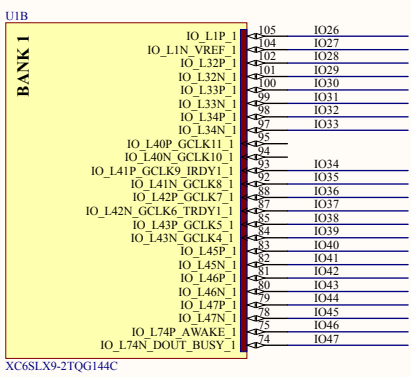 U1B
BANK 1
IO_L1P_1 105 IO26
IO_L1N_VREF_1 104 IO27
IO_L32P_1 102 IO28
IO_L32N_1 101 IO29
IO_L33P_1 100 IO30
IO_L33N_1 99 IO31
IO_L34P_1 98 IO32
IO_L34N_1 97 IO33
IO_L40P_GCLK11_1 95
IO_L40N_GCLK10_1 94
IO_L41P_GCLK9_IRDY1_1 93 IO34
IO_L41N_GCLK8_1 92 IO35
IO_L42P_GCLK7_1 88 IO36
IO_L42N_GCLK6_TRDY1_1 87 IO37
IO_L43P_GCLK5_1 85 IO38
IO_L43N_GCLK4_1 84 IO39
IO_L45P_1 83 IO40
IO_L45N_1 82 IO41
IO_L46P_1 81 IO42
IO_L46N_1 80 IO43
IO_L47P_1 79 IO44
IO_L47N_1 78 IO45
IO_L74P_AWAKE_1 75 IO46
IO_L74N_DOUT_BUSY_1 74 IO47
XC6SLX9-2TQG144C